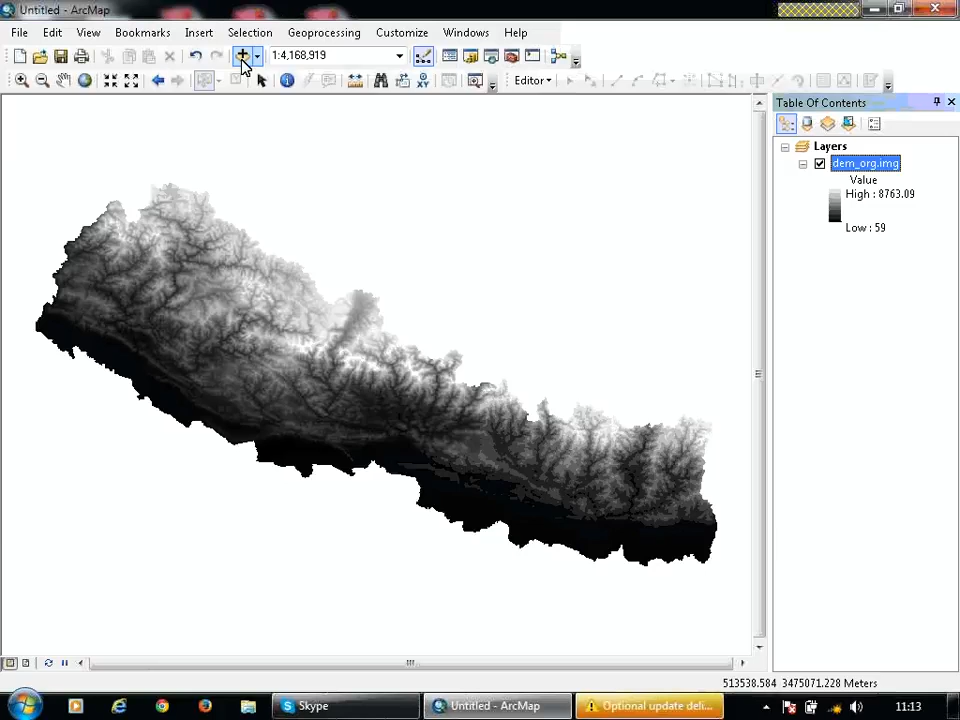 Untitled - ArcMap
File Edit View Bookmarks Insert Selection Geoprocessing Customize Windows Help
1:4,168,919
Editor
Table Of Contents
Layers
dem_org.img
Value
High : 8763.09
Low : 59
513538.584 3475071.228 Meters
Skype
Untitled - ArcMap
Optional update deli...
11:13